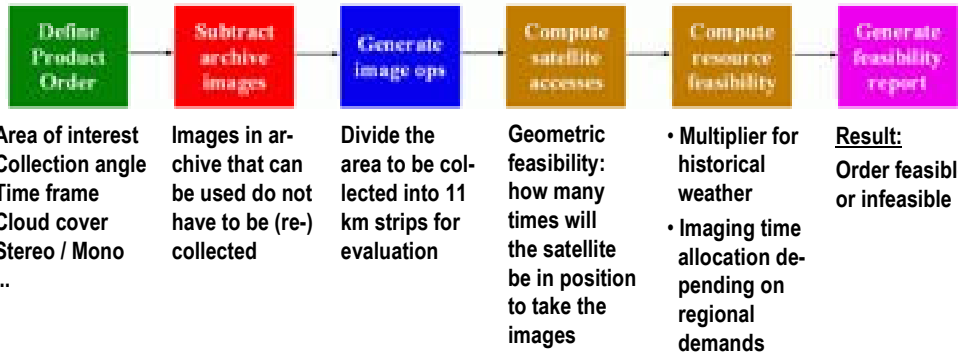 Define
Product
Order
Subtract
archive
images
Generate
image ops
Compute
satellite
accesses
Compute
resource
feasibility
Generate
feasibility
report
Area of interest
Collection angle
Time frame
Cloud cover
Stereo / Mono
...
Images in ar-
chive that can
be used do not
have to be (re-)
collected
Divide the
area to be col-
lected into 11
km strips for
evaluation
Geometric
feasibility:
how many
times will
the satellite
be in position
to take the
images
• Multiplier for
historical
weather
• Imaging time
allocation de-
pending on
regional
demands
Result:
Order feasibl
or infeasible